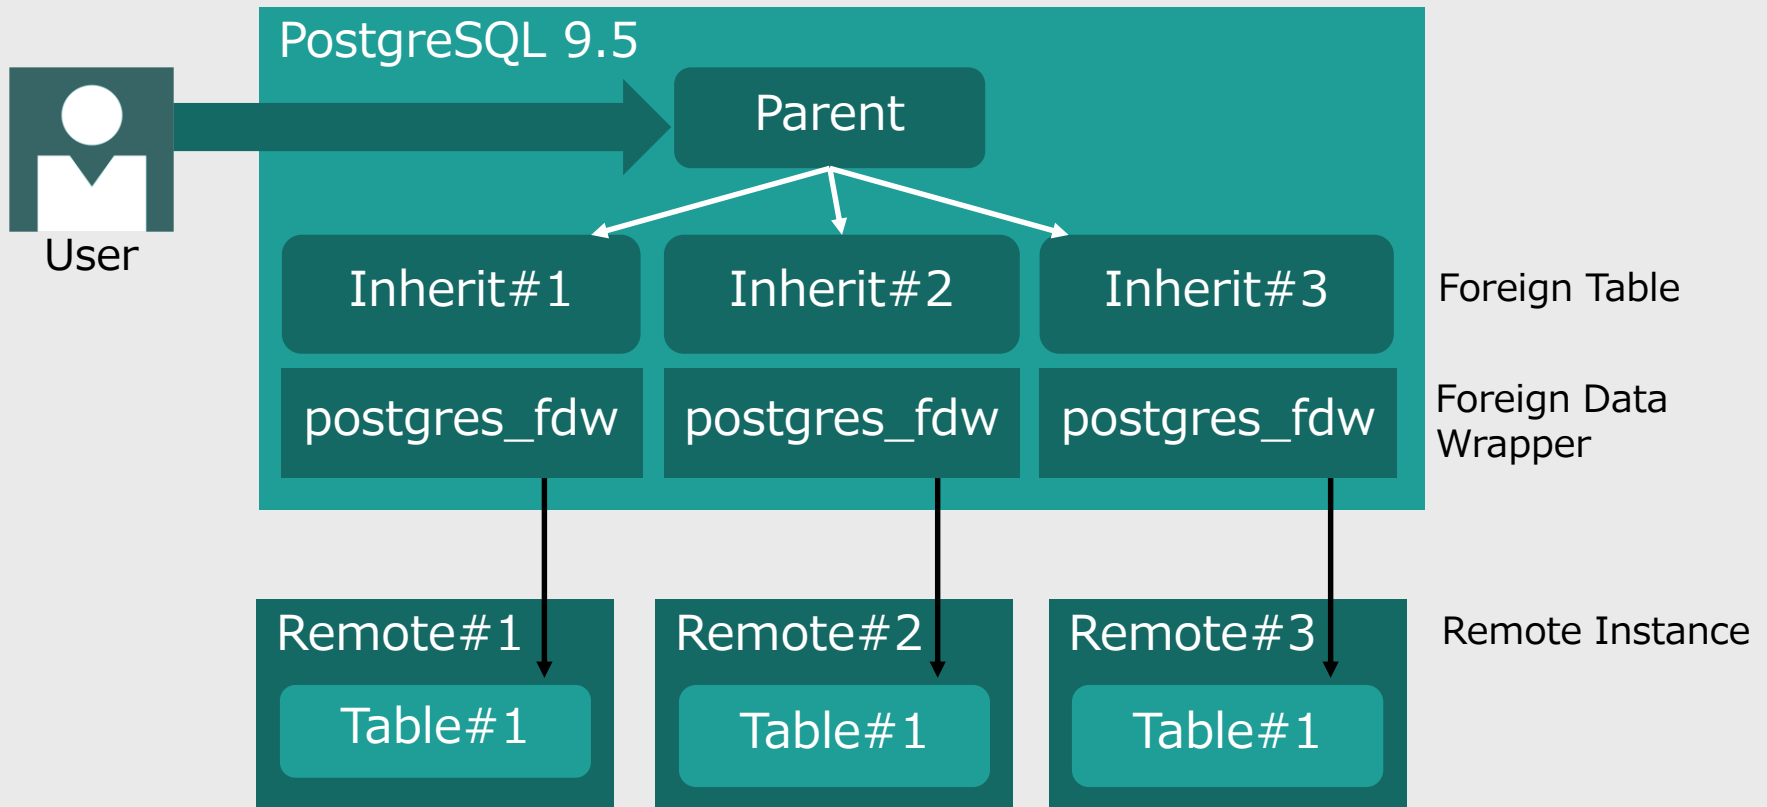 PostgreSQL 9.5
Parent
User
Inherit#1
Inherit#2
Inherit#3
Foreign Table
postgres_fdw
postgres_fdw
postgres_fdw
Foreign Data
Wrapper
Remote#1
Remote#2
Remote#3
Remote Instance
Table#1
Table#1
Table#1